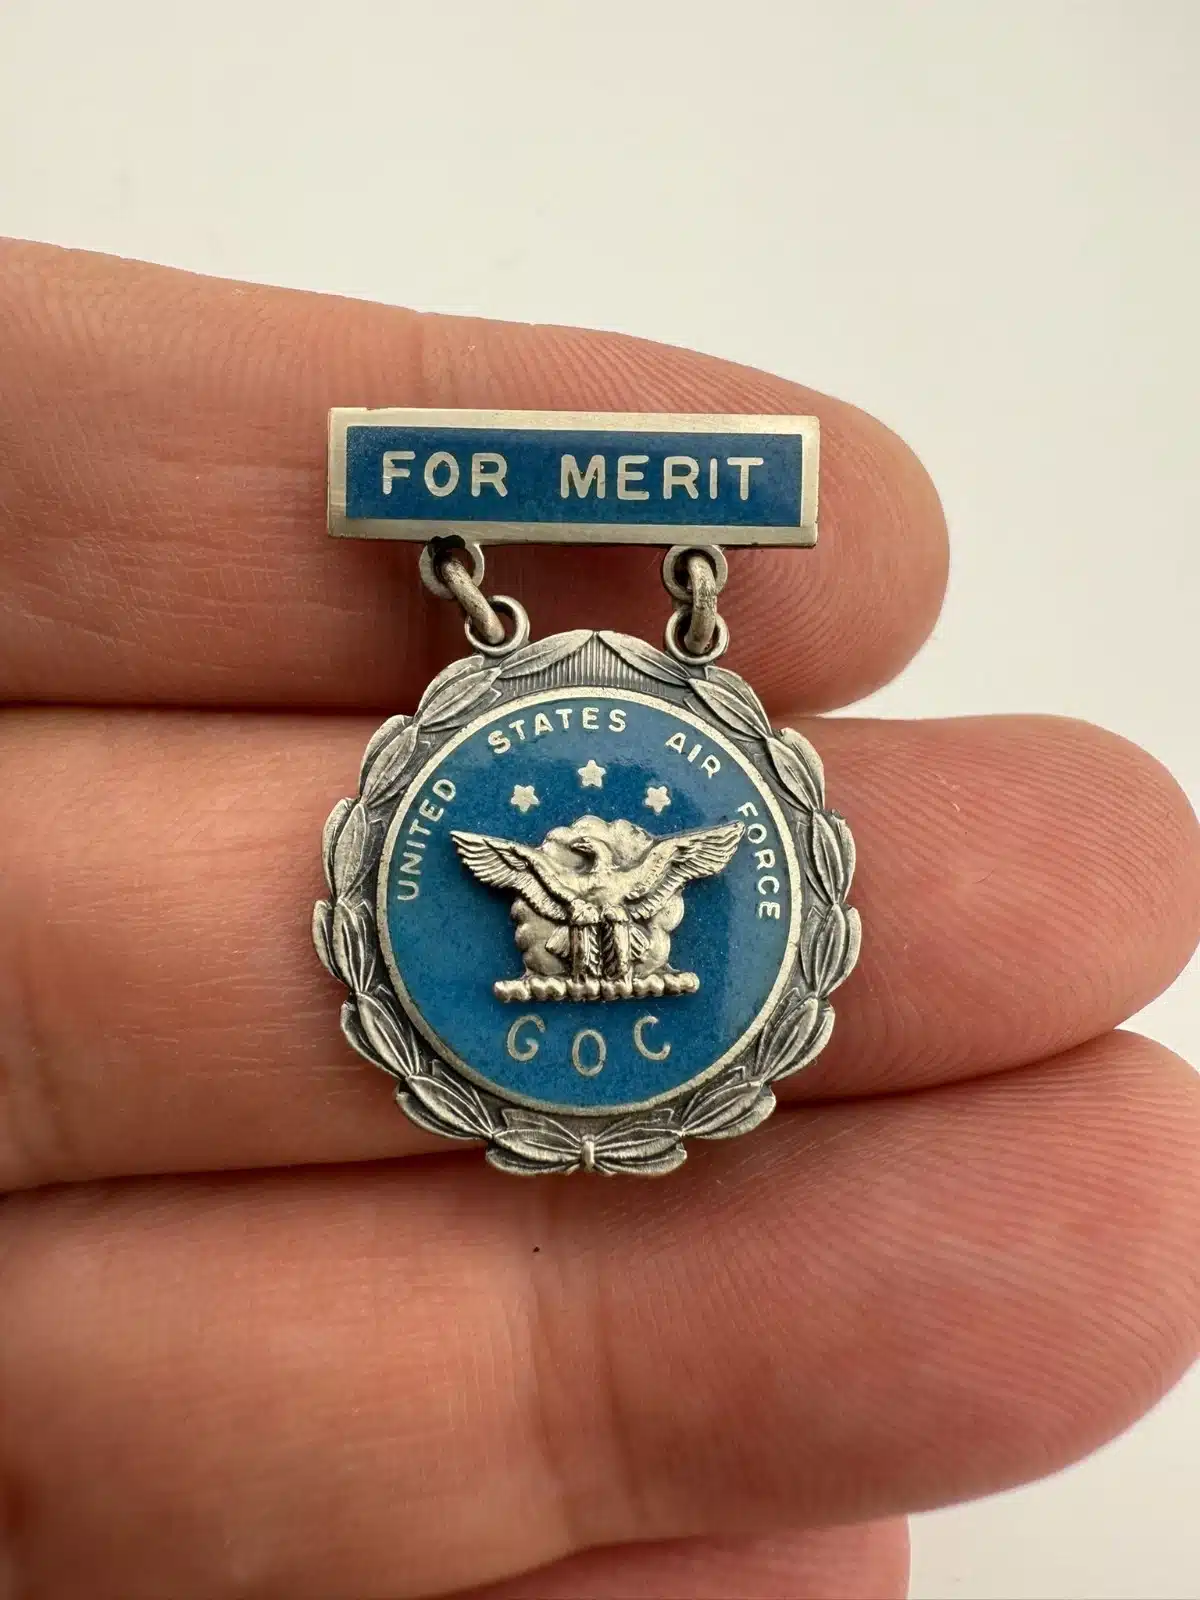 FOR MERIT
UNITED STATES AIR FORCE
GOC